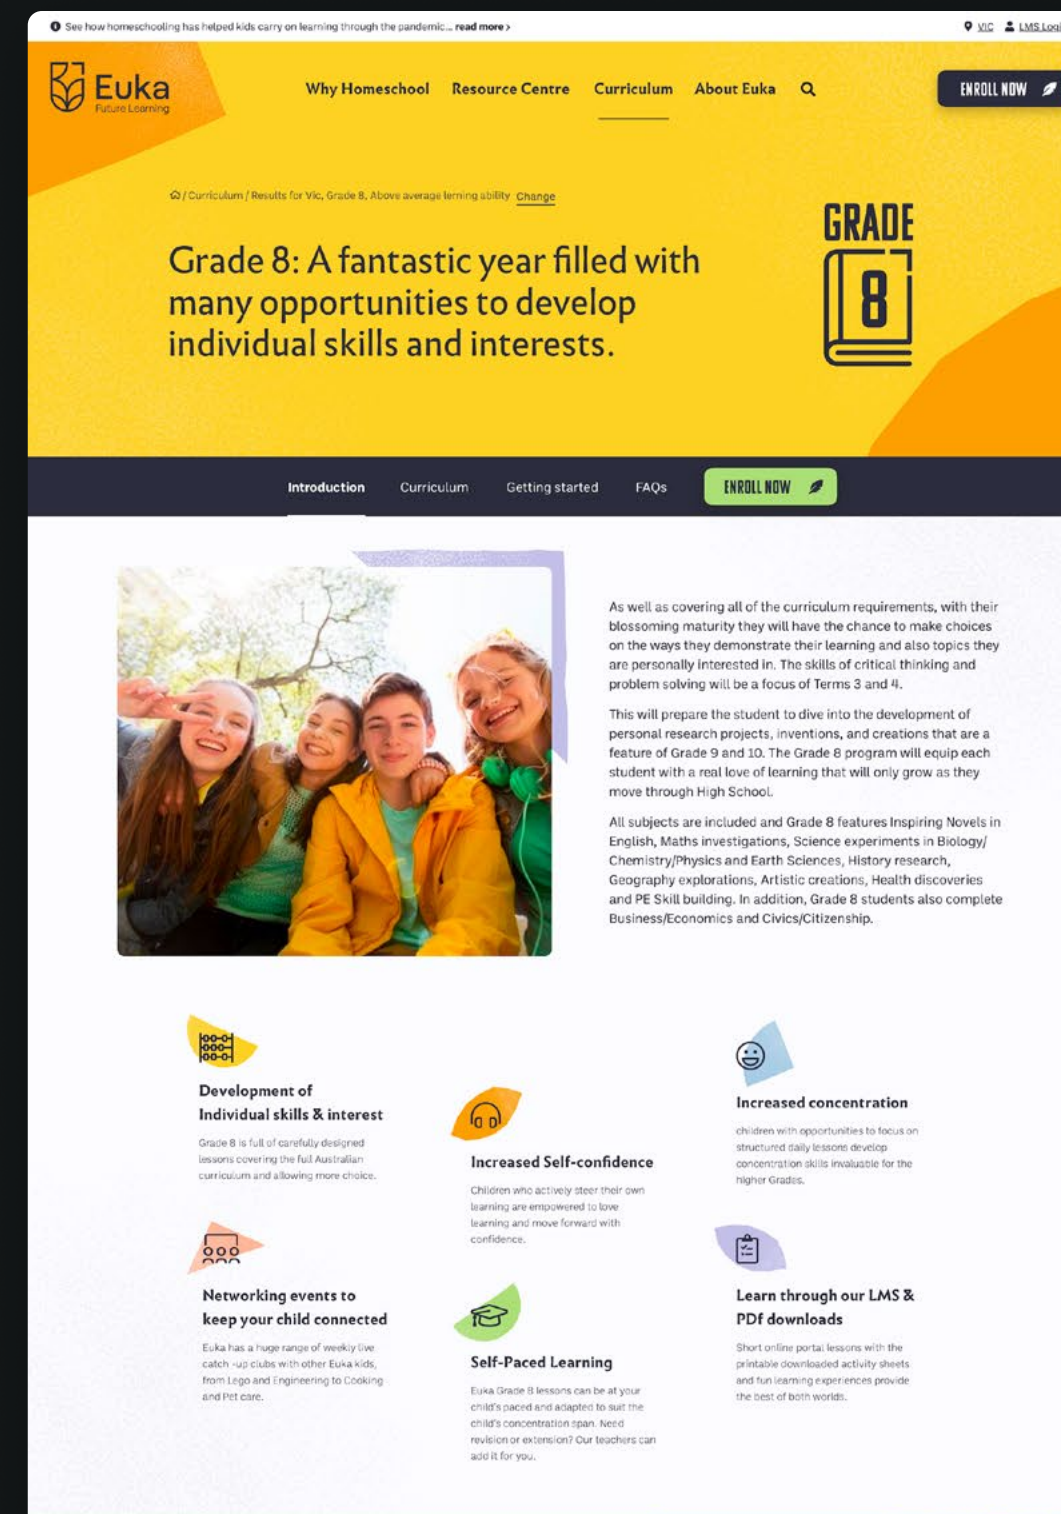 See how homeschooling has helped kids carry on learning through the pandemic... read more >
VIC LMS Logi
Euka
Future Learning
Why Homeschool Resource Centre Curriculum About Euka
ENROLL NOW
/ Curriculum / Results for Vic, Grade 8, Above average lerning ability Change
Grade 8: A fantastic year filled with
many opportunities to develop
individual skills and interests.
GRADE
8
Introduction Curriculum Getting started FAQs ENROLL NOW
As well as covering all of the curriculum requirements, with their
blossoming maturity they will have the chance to make choices
on the ways they demonstrate their learning and also topics they
are personally interested in. The skills of critical thinking and
problem solving will be a focus of Terms 3 and 4.
This will prepare the student to dive into the development of
personal research projects, inventions, and creations that are a
feature of Grade 9 and 10. The Grade 8 program will equip each
student with a real love of learning that will only grow as they
move through High School.
All subjects are included and Grade 8 features Inspiring Novels in
English, Maths investigations, Science experiments in Biology/
Chemistry/Physics and Earth Sciences, History research,
Geography explorations, Artistic creations, Health discoveries
and PE Skill building. In addition, Grade 8 students also complete
Business/Economics and Civics/Citizenship.
Development of
Individual skills & interest
Grade 8 is full of carefully designed
lessons covering the full Australian
curriculum and allowing more choice.
Increased Self-confidence
Children who actively steer their own
learning are empowered to love
learning and move forward with
confidence.
Increased concentration
children with opportunities to focus on
structured daily lessons develop
concentration skills invaluable for the
higher Grades.
Networking events to
keep your child connected
Euka has a huge range of weekly live
catch -up clubs with other Euka kids,
from Lego and Engineering to Cooking
and Pet care.
Self-Paced Learning
Euka Grade 8 lessons can be at your
child's paced and adapted to suit the
child's concentration span. Need
revision or extension? Our teachers can
add it for you.
Learn through our LMS &
PDf downloads
Short online portal lessons with the
printable downloaded activity sheets
and fun learning experiences provide
the best of both worlds.